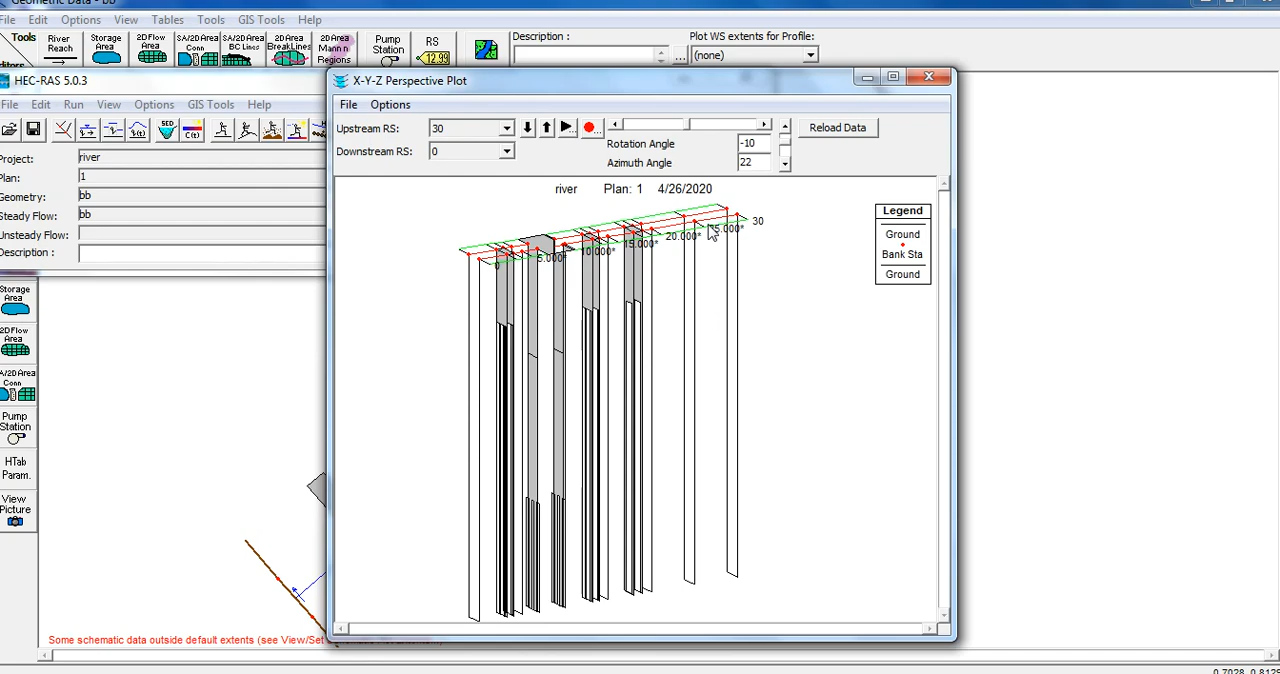 Geometric Data - bb
File Edit Options View Tables Tools GIS Tools Help
Tools
River Reach
Storage Area
2D Flow Area
SA/2D Area Conn
SA/2D Area BC Lines
2D Area BreakLines
2D Area Mann n Regions
Pump Station
RS
12.99
Description :
...
Plot WS extents for Profile:
(none)
HEC-RAS 5.0.3
File Edit Run View Options GIS Tools Help
Project: river
Plan: 1
Geometry: bb
Steady Flow: bb
Unsteady Flow:
Description :
X-Y-Z Perspective Plot
File Options
Upstream RS: 30
Downstream RS: 0
Rotation Angle -10
Azimuth Angle 22
Reload Data
river Plan: 1 4/26/2020
Legend
Ground
Bank Sta
Ground
0
5.000*
10.000*
15.000*
20.000*
25.000*
30
Storage Area
2D Flow Area
SA/2D Area Conn
Pump Station
HTab Param.
View Picture
Some schematic data outside default extents (see View/Set